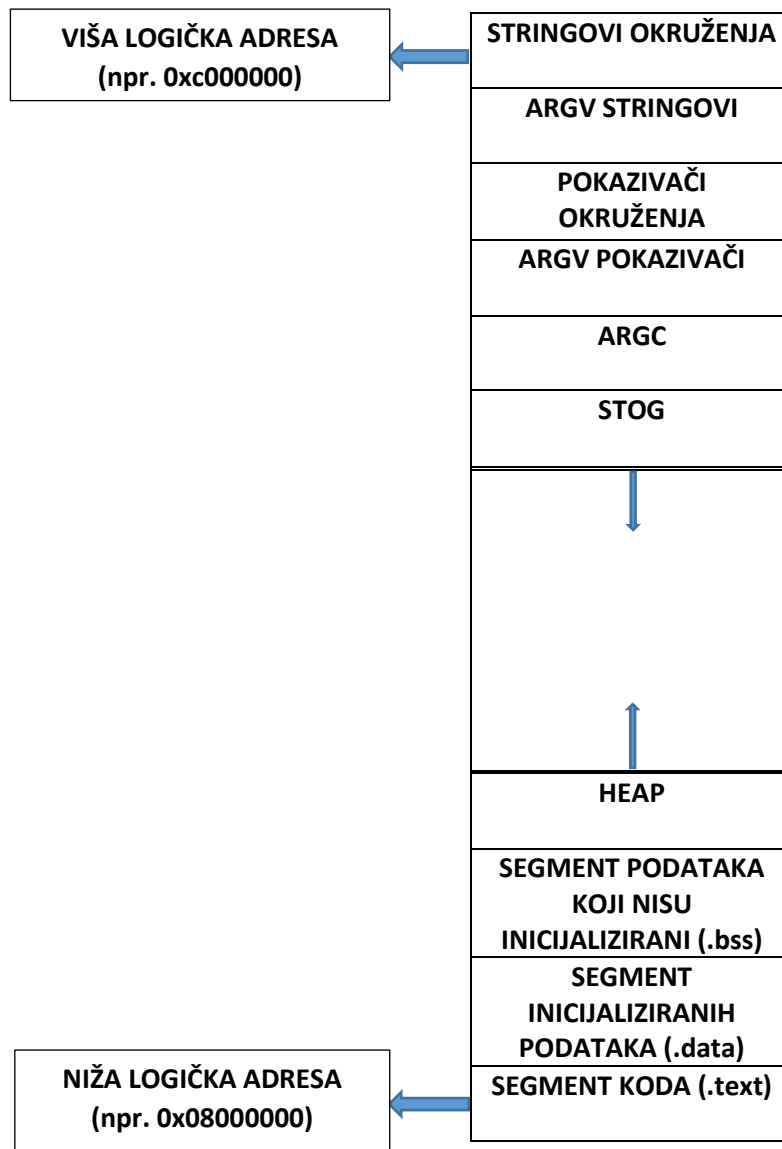 VIŠA LOGIČKA ADRESA
(npr. 0xc000000)
STRINGOVI OKRUŽENJA
ARGV STRINGOVI
POKAZIVAČI
OKRUŽENJA
ARGV POKAZIVAČI
ARGC
STOG
HEAP
SEGMENT PODATAKA
KOJI NISU
INICIJALIZIRANI (.bss)
SEGMENT
INICIJALIZIRANIH
PODATAKA (.data)
NIŽA LOGIČKA ADRESA
(npr. 0x08000000)
SEGMENT KODA (.text)